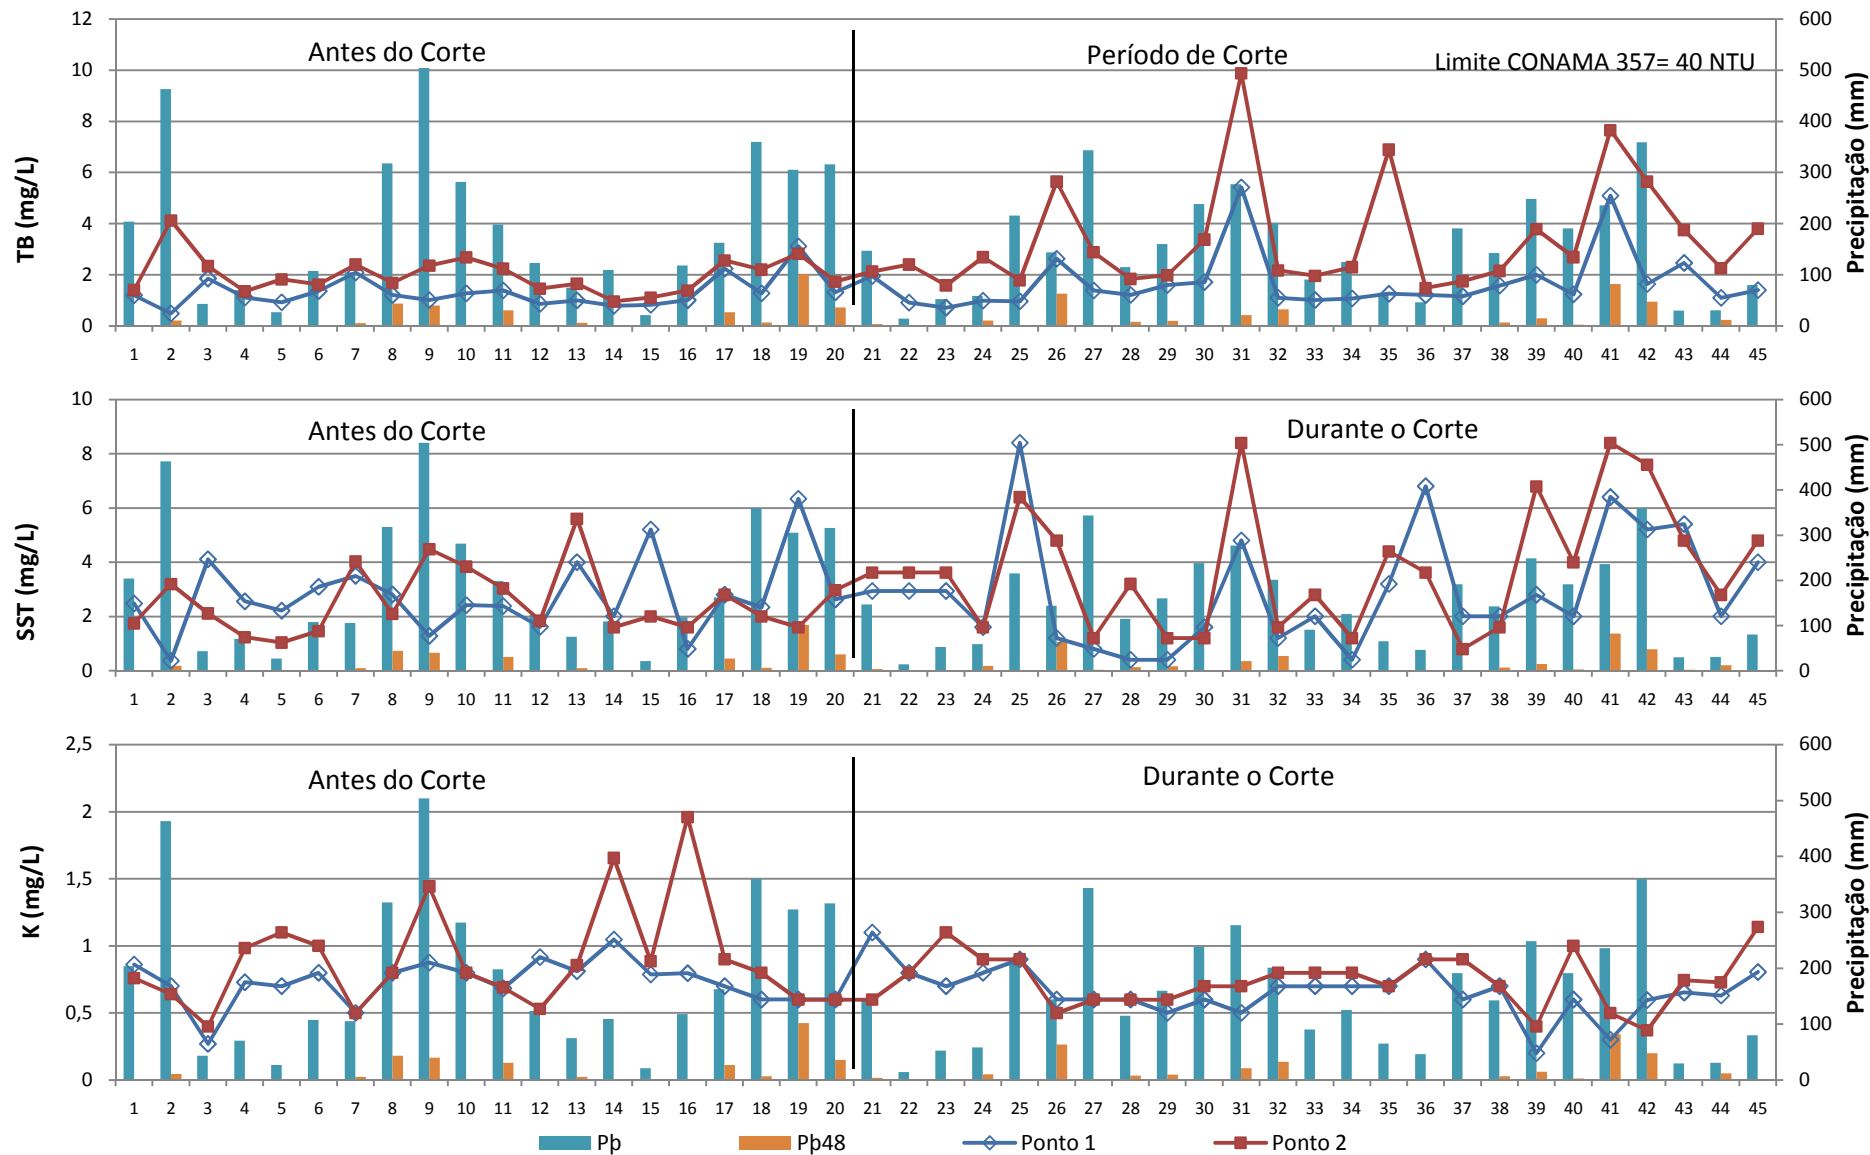 12
10
8
6
4
2
0
TB (mg/L)
Antes do Corte
Período de Corte
Limite CONAMA 357= 40 NTU
600
500
400
300
200
100
0
Precipitação (mm)
1 2 3 4 5 6 7 8 9 10 11 12 13 14 15 16 17 18 19 20 21 22 23 24 25 26 27 28 29 30 31 32 33 34 35 36 37 38 39 40 41 42 43 44 45
10
8
6
4
2
0
SST (mg/L)
Antes do Corte
Durante o Corte
600
500
400
300
200
100
0
Precipitação (mm)
1 2 3 4 5 6 7 8 9 10 11 12 13 14 15 16 17 18 19 20 21 22 23 24 25 26 27 28 29 30 31 32 33 34 35 36 37 38 39 40 41 42 43 44 45
2,5
2
1,5
1
0,5
0
K (mg/L)
Antes do Corte
Durante o Corte
600
500
400
300
200
100
0
Precipitação (mm)
1 2 3 4 5 6 7 8 9 10 11 12 13 14 15 16 17 18 19 20 21 22 23 24 25 26 27 28 29 30 31 32 33 34 35 36 37 38 39 40 41 42 43 44 45
Pþ Pþ48 Ponto 1 Ponto 2